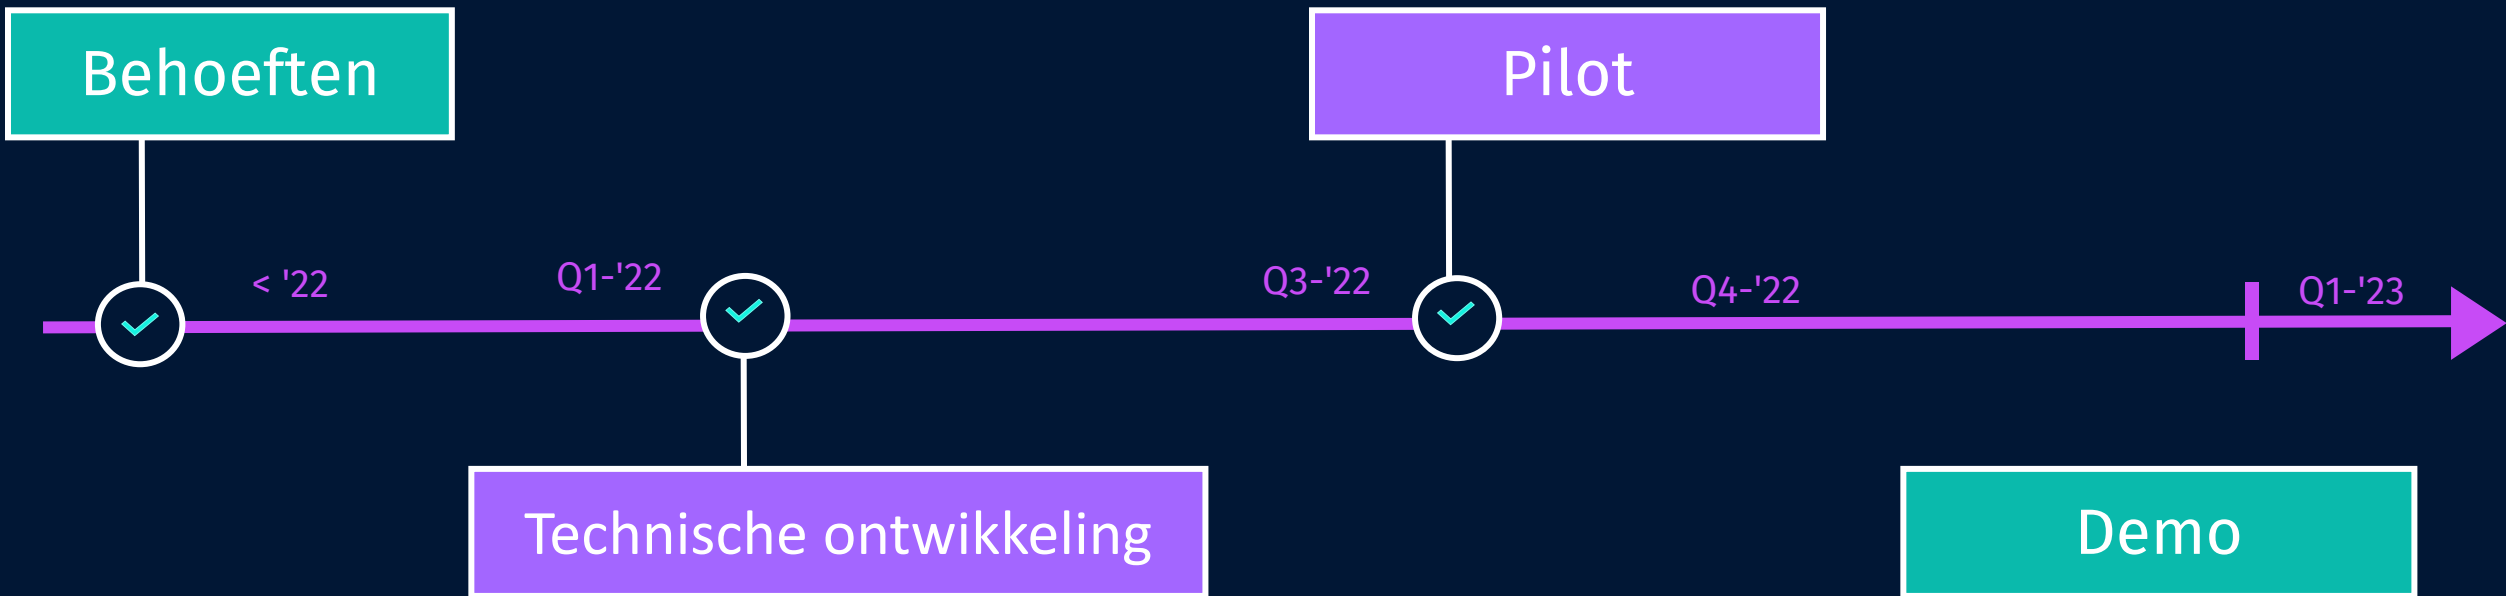 Behoeften
Pilot
< '22
Q1-'22
Q3-'22
Q4-'22
Q1-'23
Technische ontwikkeling
Demo